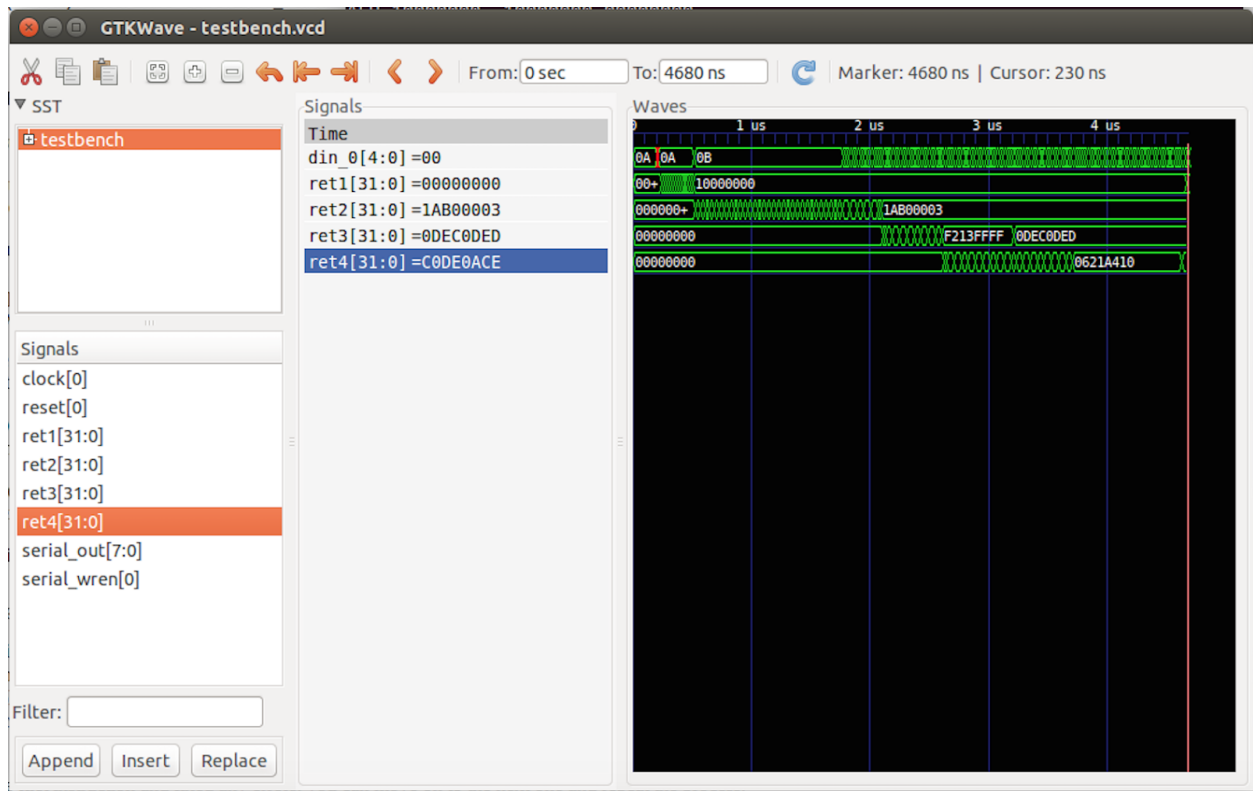 GTKWave - testbench.vcd
From: 0 sec To: 4680 ns Marker: 4680 ns | Cursor: 230 ns
SST
testbench
Signals
clock[0]
reset[0]
ret1[31:0]
ret2[31:0]
ret3[31:0]
ret4[31:0]
serial_out[7:0]
serial_wren[0]
Filter:
Append Insert Replace
Signals
Time
din_0[4:0]=00
ret1[31:0]=00000000
ret2[31:0]=1AB00003
ret3[31:0]=0DEC0DED
ret4[31:0]=C0DE0ACE
Waves
0 1 us 2 us 3 us 4 us
0A 0A 0B
00+ 10000000
000000+ 1AB00003
00000000 F213FFFF 0DEC0DED
00000000 0621A410